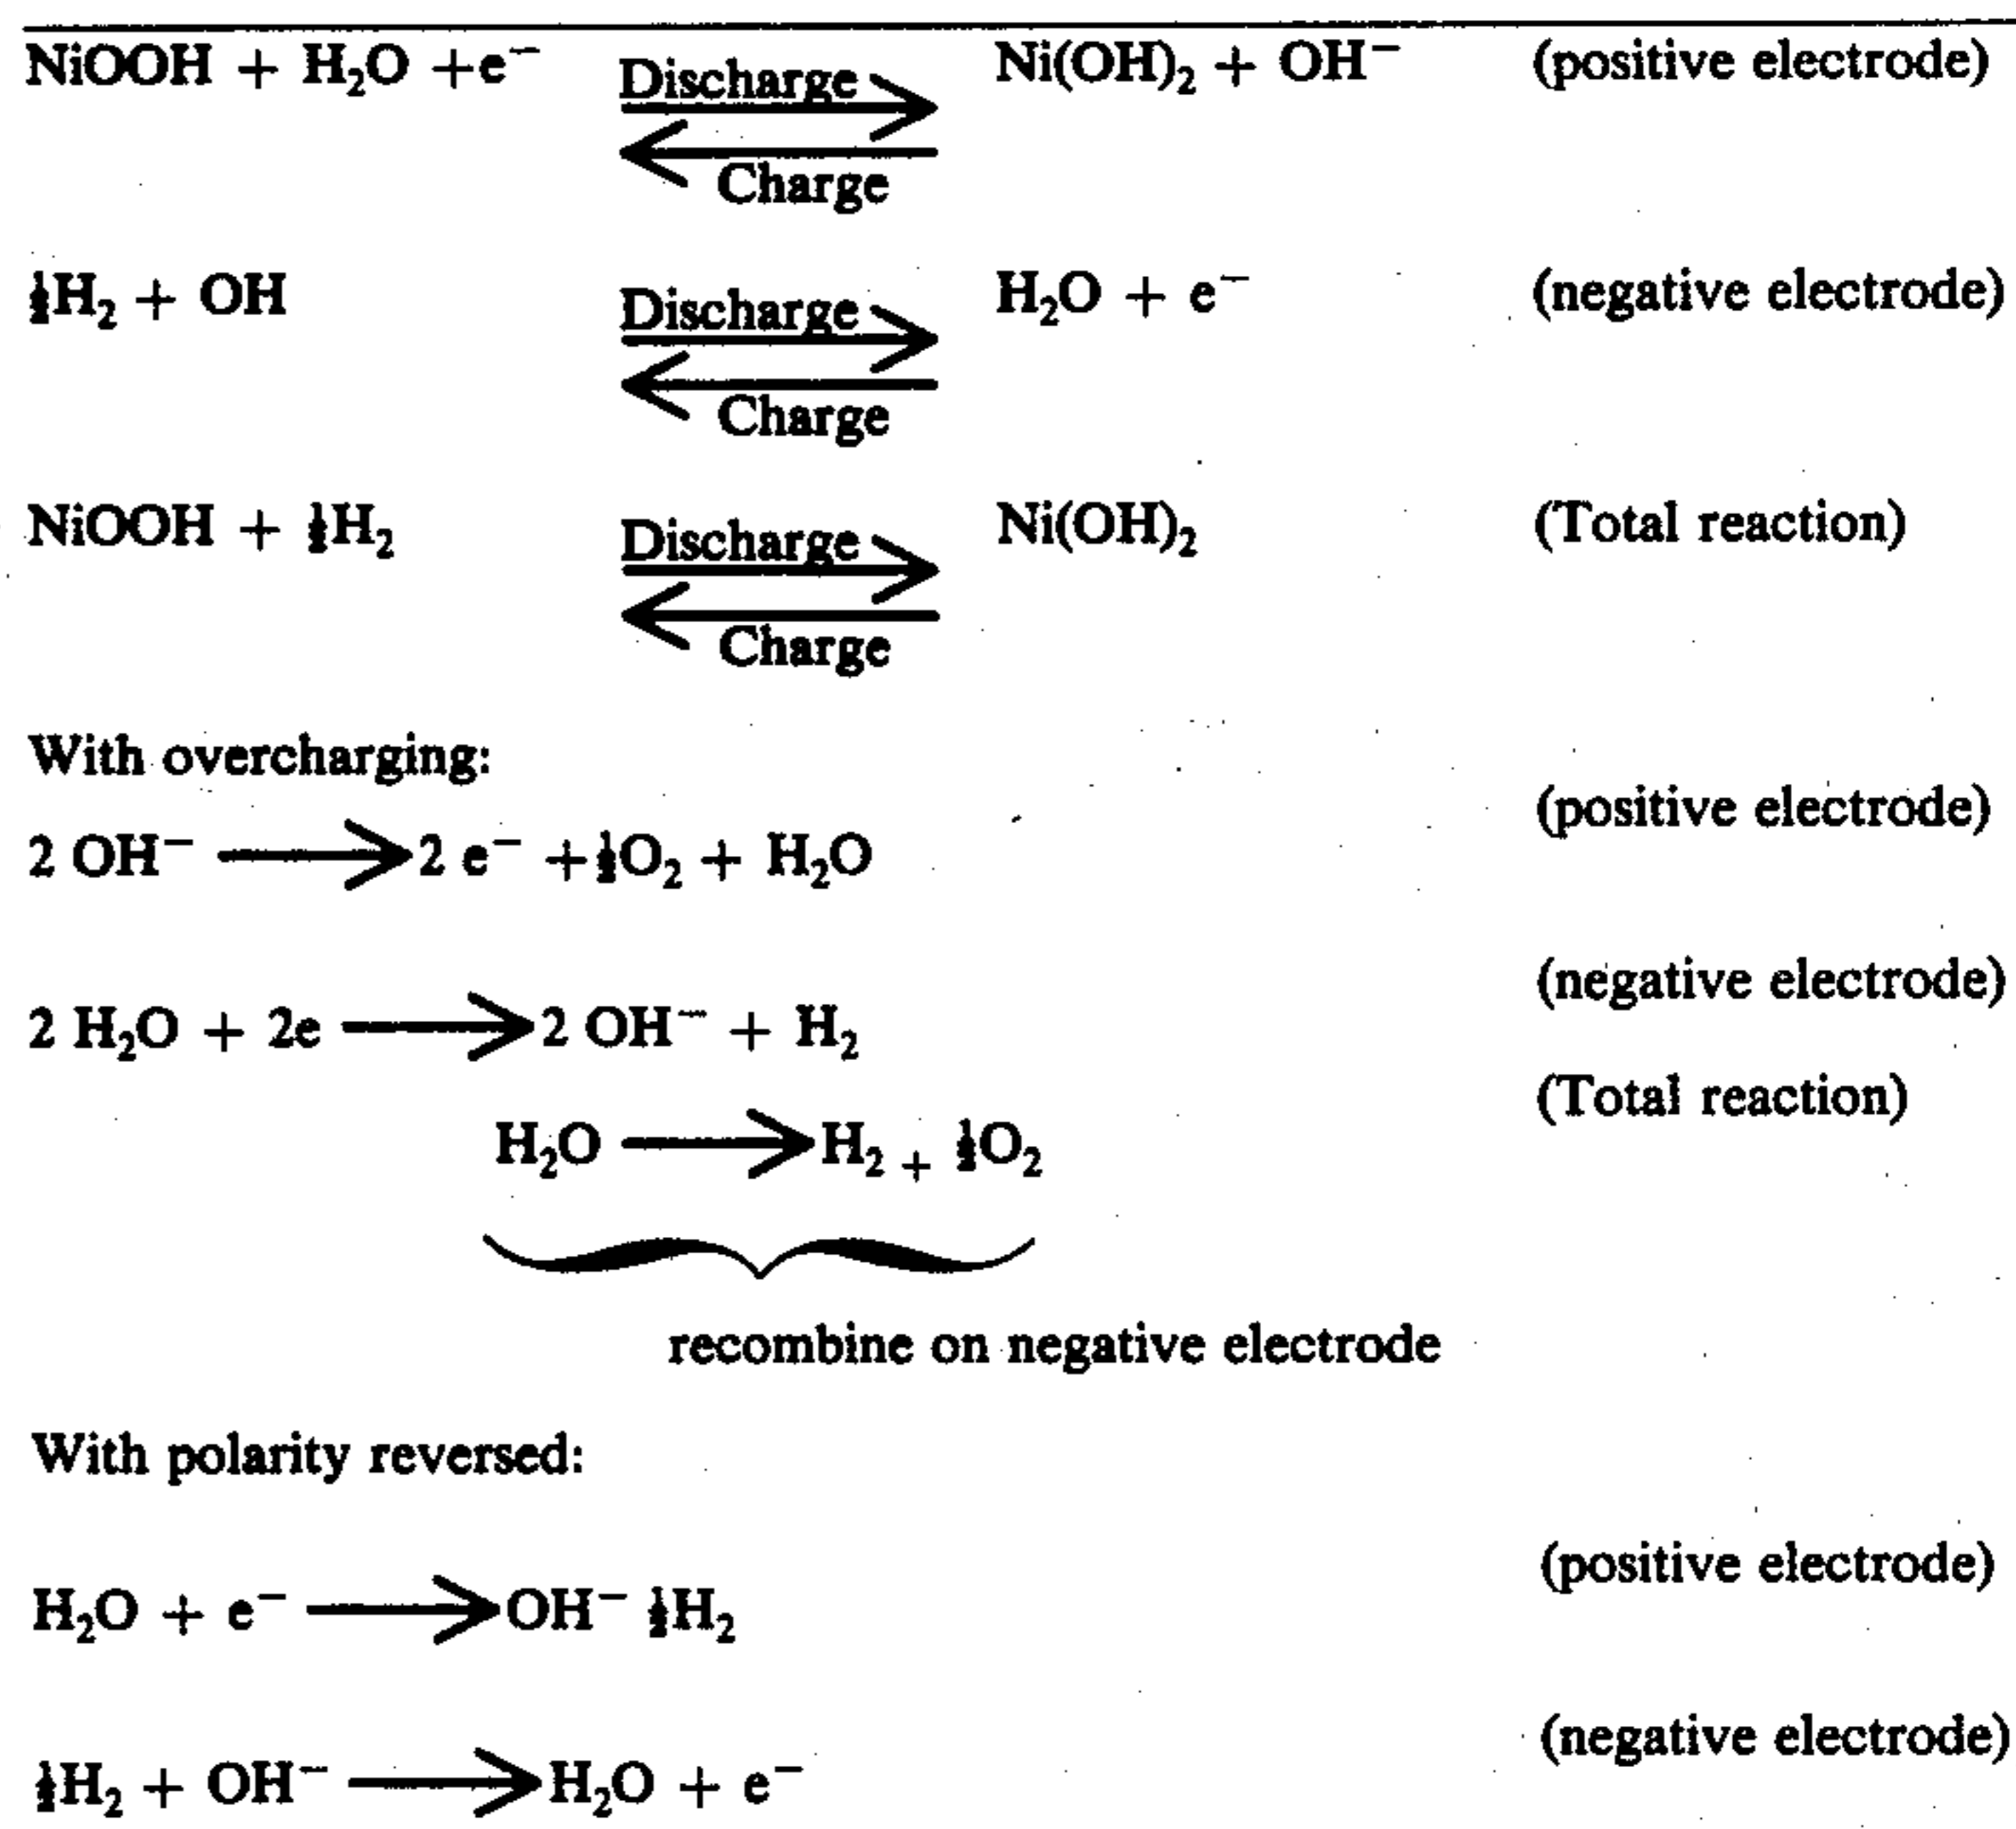 NiOOH + H₂O +e⁻ Discharge Ni(OH)₂ + OH⁻ (positive electrode)
Charge
½H₂ + OH Discharge H₂O + e⁻ (negative electrode)
Charge
NiOOH + ½H₂ Discharge Ni(OH)₂ (Total reaction)
Charge
With overcharging:
(positive electrode)
2 OH⁻ ⟶ 2 e⁻ +½O₂ + H₂O
(negative electrode)
2 H₂O + 2e ⟶ 2 OH⁻ + H₂
(Total reaction)
H₂O ⟶ H₂ + ½O₂
recombine on negative electrode
With polarity reversed:
(positive electrode)
H₂O + e⁻ ⟶ OH⁻ ½H₂
(negative electrode)
½H₂ + OH⁻ ⟶ H₂O + e⁻